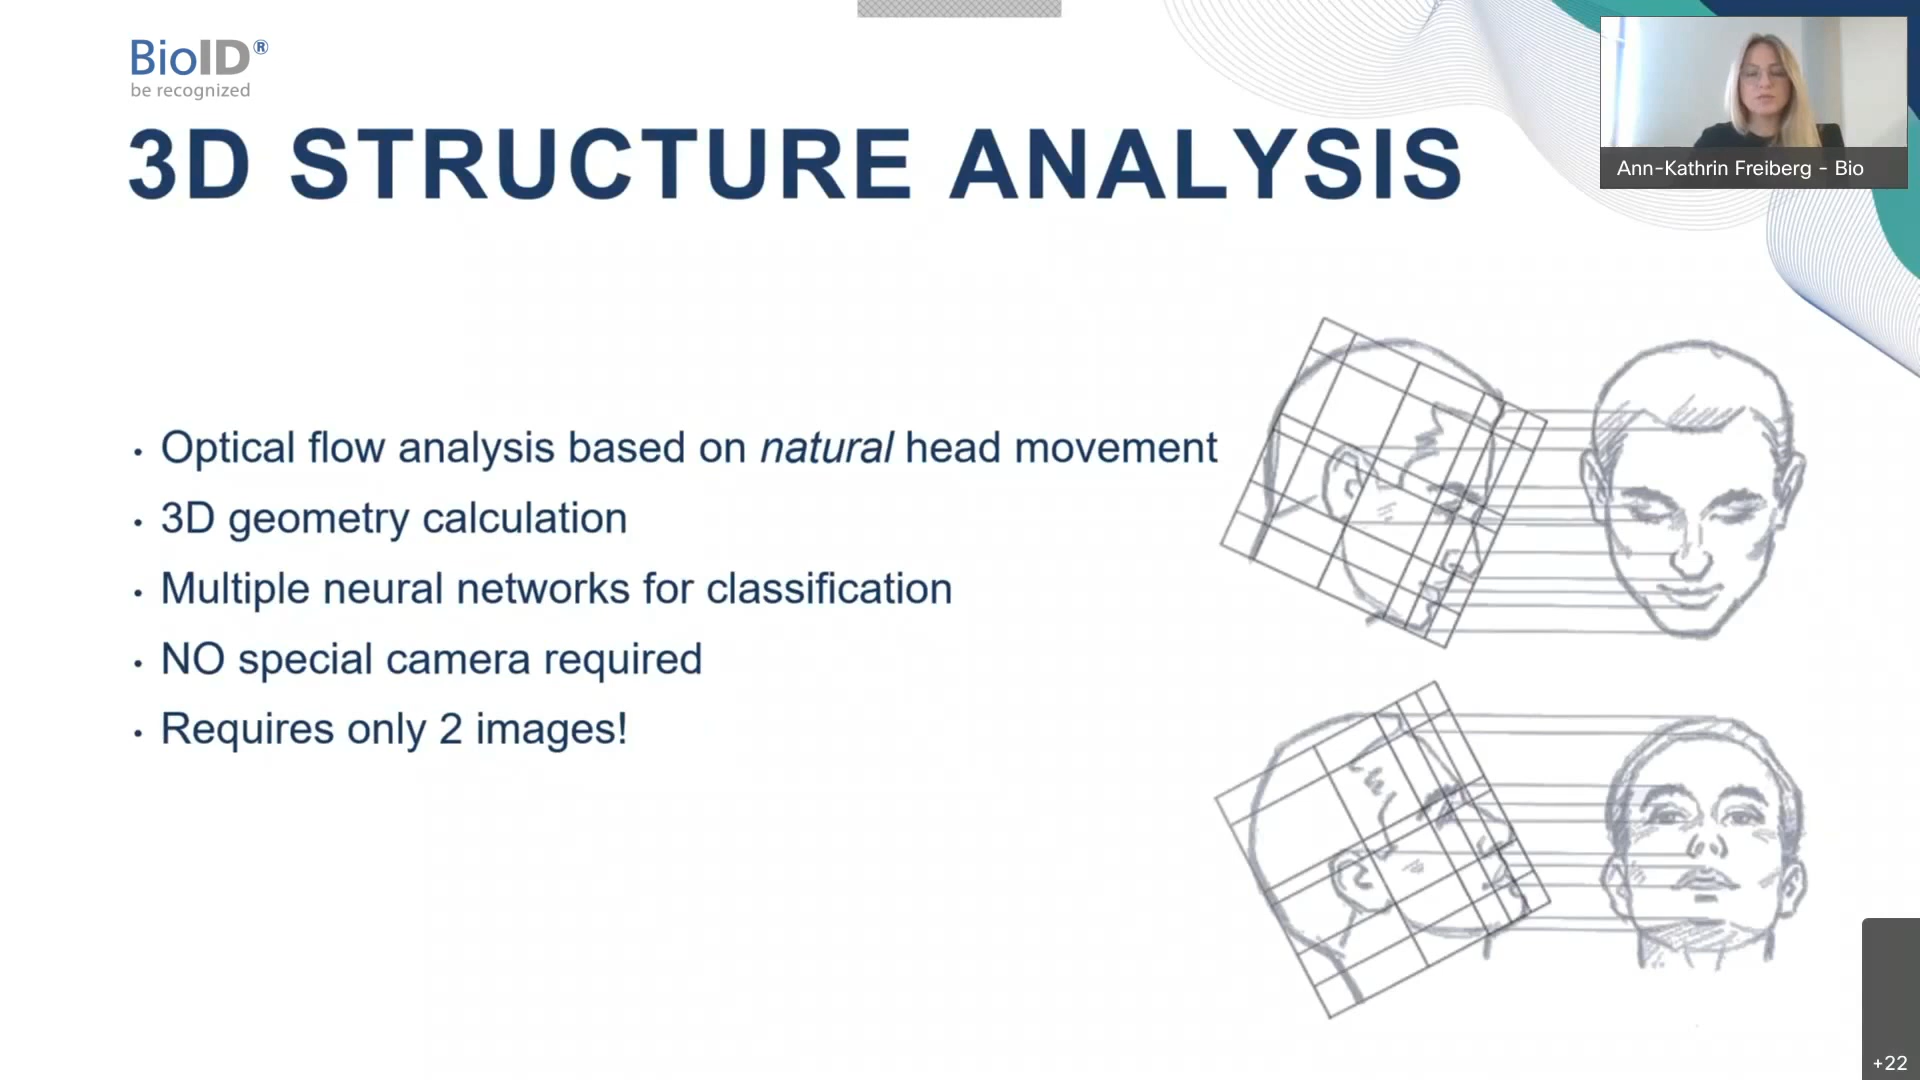 BioID®
be recognized
3D STRUCTURE ANALYSIS
Ann-Kathrin Freiberg - Bio
• Optical flow analysis based on natural head movement
• 3D geometry calculation
• Multiple neural networks for classification
• NO special camera required
• Requires only 2 images!
+22